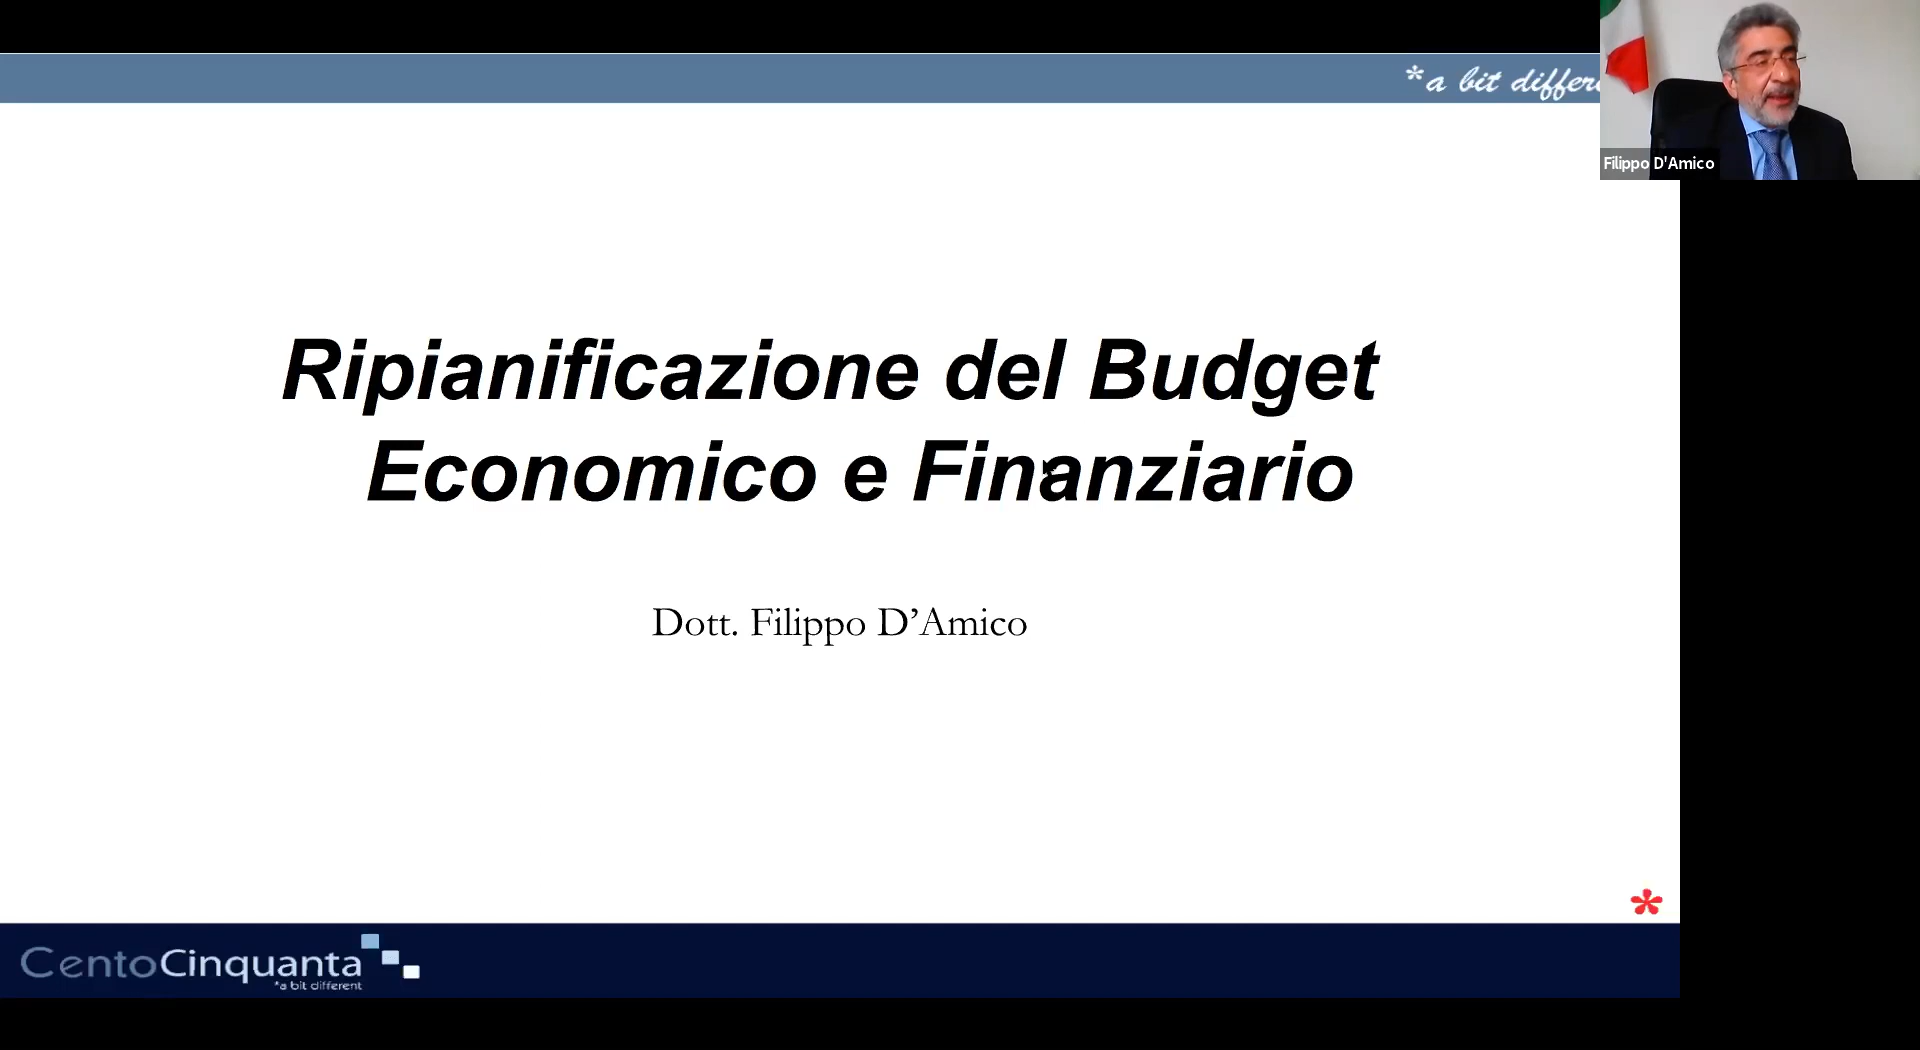 *a bit differ
Filippo D'Amico
Ripianificazione del Budget
Economico e Finanziario
Dott. Filippo D’Amico
*
CentoCinquanta
*a bit different